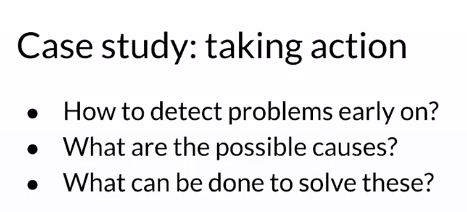 Case study: taking action
● How to detect problems early on?
● What are the possible causes?
● What can be done to solve these?